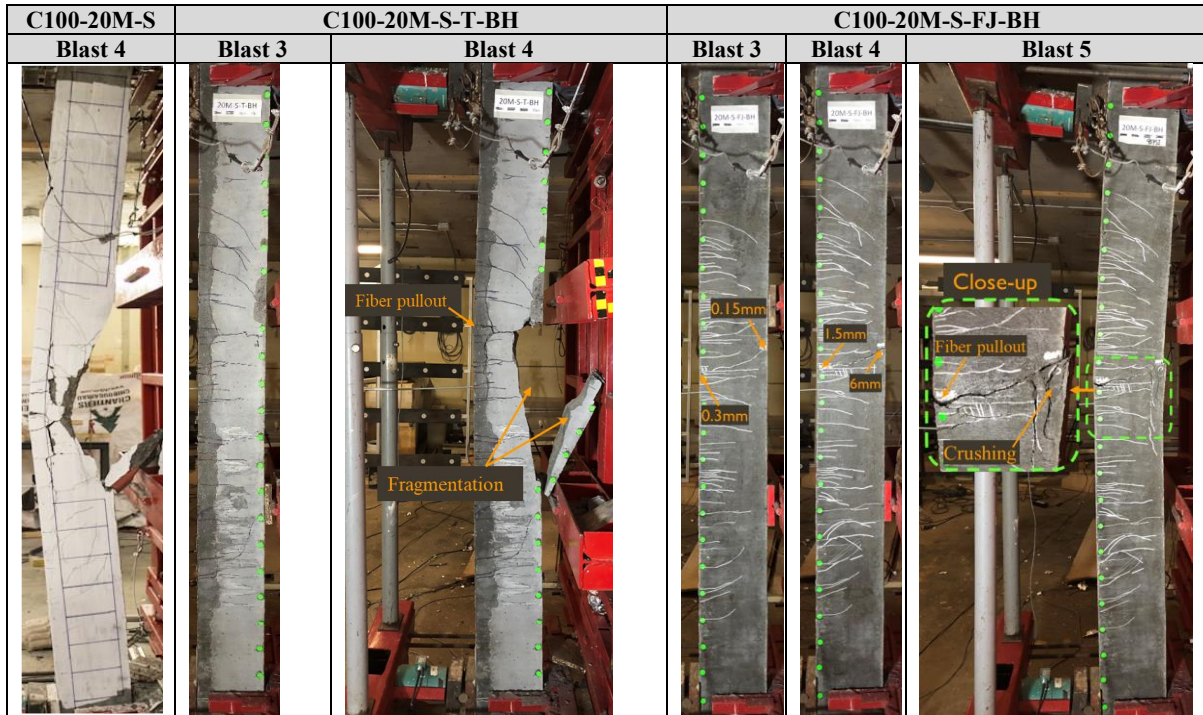 C100-20M-S
C100-20M-S-T-BH
C100-20M-S-FJ-BH
Blast 4
Blast 3
Blast 4
Blast 3
Blast 4
Blast 5
20M-S-T-BH
20M-S-T-BH
20M-S-FJ-BH
20M-S-FJ-BH
20M-S-FJ-BH
CHANTIERS
Fiber pullout
Fragmentation
0.15mm
0.3mm
1.5mm
6mm
Close-up
Fiber pullout
Crushing